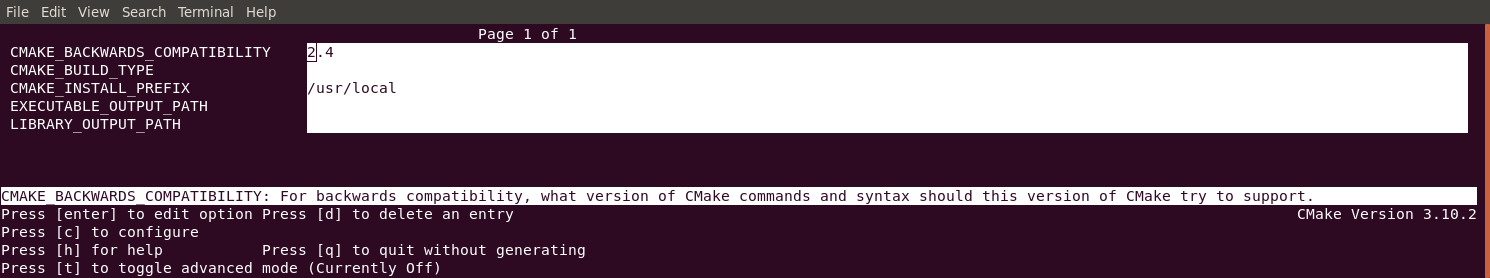 File Edit View Search Terminal Help
Page 1 of 1
CMAKE_BACKWARDS_COMPATIBILITY 2.4
CMAKE_BUILD_TYPE
CMAKE_INSTALL_PREFIX /usr/local
EXECUTABLE_OUTPUT_PATH
LIBRARY_OUTPUT_PATH
CMAKE_BACKWARDS_COMPATIBILITY: For backwards compatibility, what version of CMake commands and syntax should this version of CMake try to support.
Press [enter] to edit option Press [d] to delete an entry CMake Version 3.10.2
Press [c] to configure
Press [h] for help Press [q] to quit without generating
Press [t] to toggle advanced mode (Currently Off)